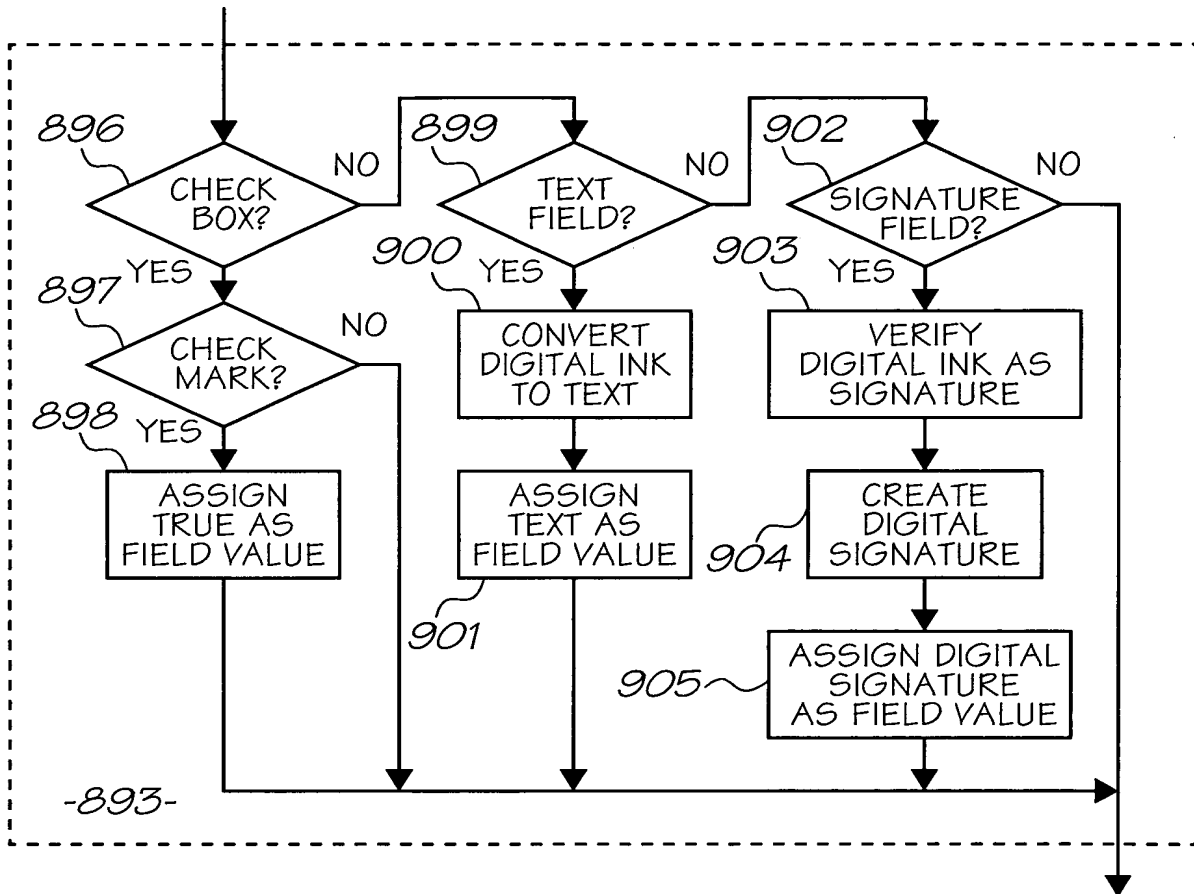 896
CHECK
BOX?
NO
YES
897
CHECK
MARK?
NO
YES
898
ASSIGN
TRUE AS
FIELD VALUE
899
TEXT
FIELD?
NO
YES
900
CONVERT
DIGITAL INK
TO TEXT
ASSIGN
TEXT AS
FIELD VALUE
901
902
SIGNATURE
FIELD?
NO
YES
903
VERIFY
DIGITAL INK AS
SIGNATURE
CREATE
DIGITAL
SIGNATURE
904
ASSIGN DIGITAL
SIGNATURE
AS FIELD VALUE
905
-893-